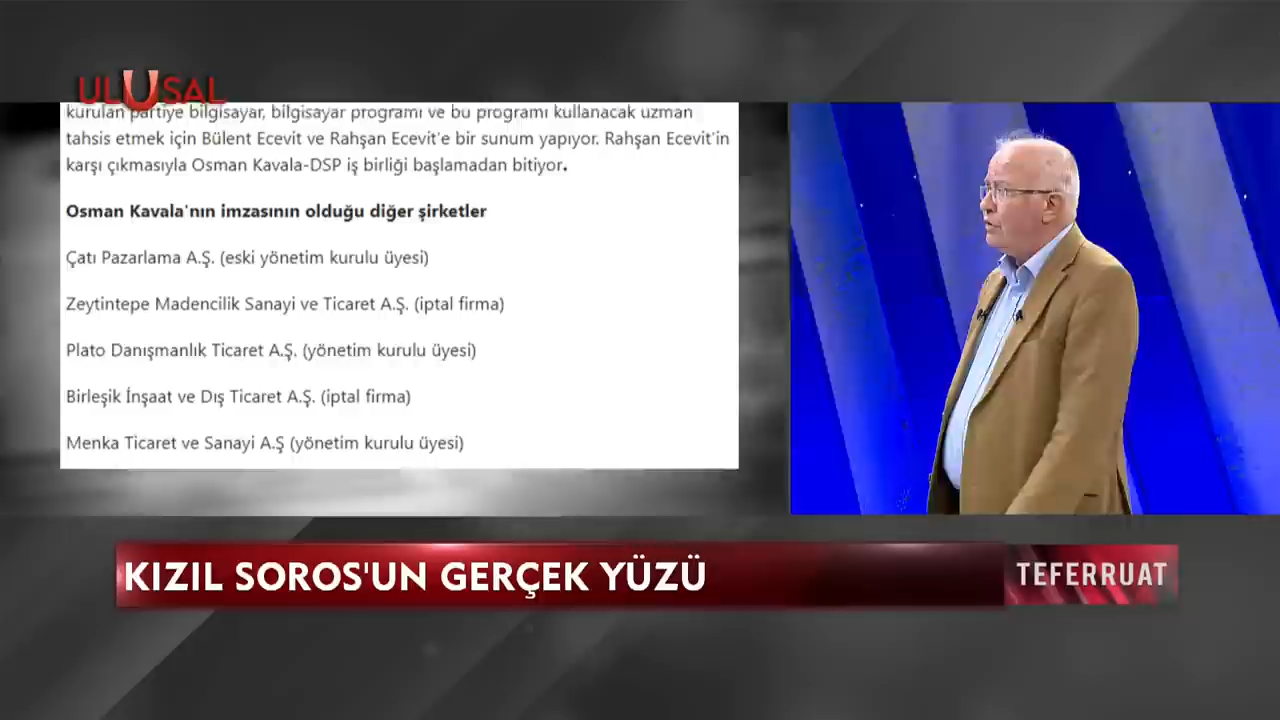 ULUSAL
kurulan partiye bilgisayar, bilgisayar programı ve bu programı kullanacak uzman
tahsis etmek için Bülent Ecevit ve Rahşan Ecevit'e bir sunum yapıyor. Rahşan Ecevit'in
karşı çıkmasıyla Osman Kavala-DSP iş birliği başlamadan bitiyor.
Osman Kavala'nın imzasının olduğu diğer şirketler
Çatı Pazarlama A.Ş. (eski yönetim kurulu üyesi)
Zeytintepe Madencilik Sanayi ve Ticaret A.Ş. (iptal firma)
Plato Danışmanlık Ticaret A.Ş. (yönetim kurulu üyesi)
Birleşik İnşaat ve Dış Ticaret A.Ş. (iptal firma)
Menka Ticaret ve Sanayi A.Ş (yönetim kurulu üyesi)
KIZIL SOROS'UN GERÇEK YÜZÜ
TEFERRUAT